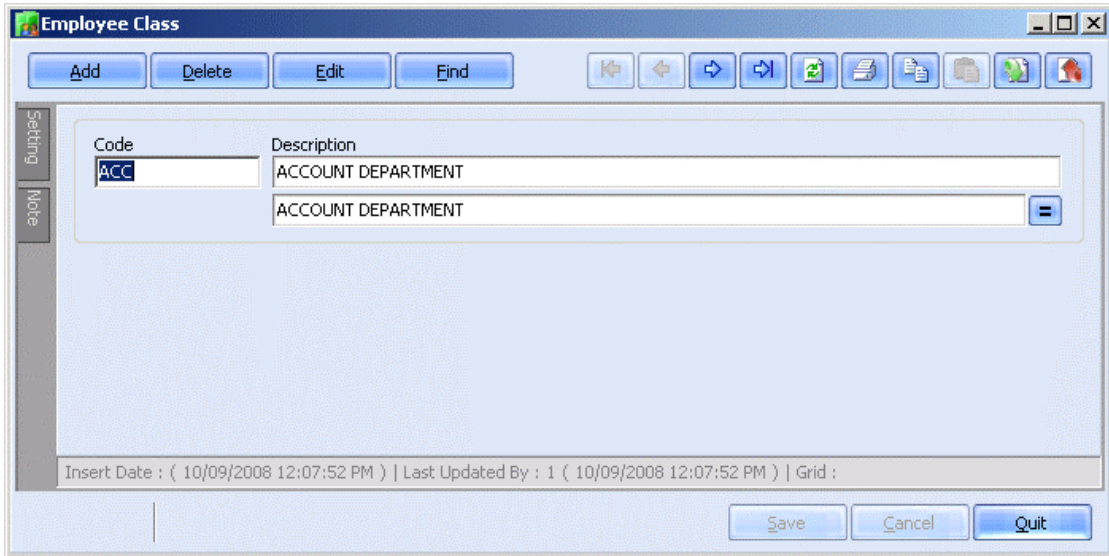 Employee Class
Add Delete Edit Find
Setting
Note
Code Description
ACC ACCOUNT DEPARTMENT
ACCOUNT DEPARTMENT =
Insert Date : ( 10/09/2008 12:07:52 PM ) | Last Updated By : 1 ( 10/09/2008 12:07:52 PM ) | Grid :
Save Cancel Quit